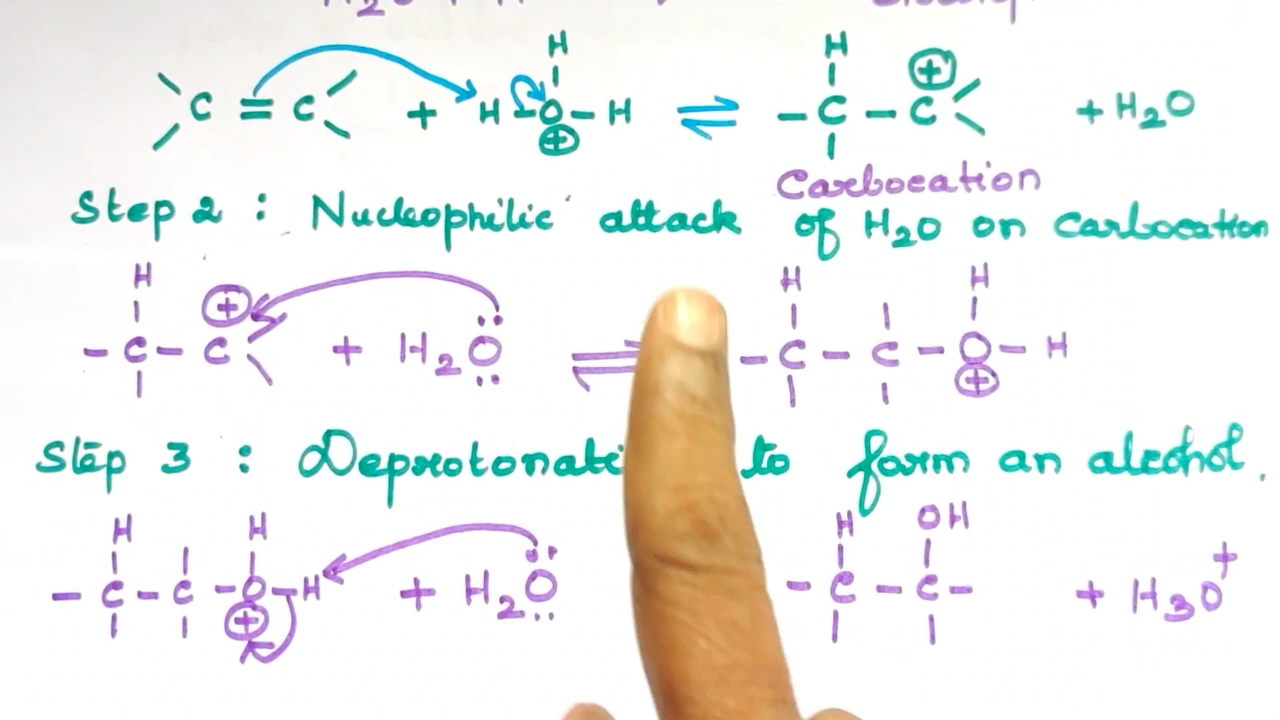 H2O + H
C = C + H - O - H ⇌ - C - C + H2O
H H
⊕ ⊕
Carbocation
Step 2 : Nucleophilic attack of H2O on carbocation
H ⊕ H H
- C - C + H2O ⇌ - C - C - O - H
⊕
Step 3 : Deprotonati to form an alcohol.
H H H OH
- C - C - O - H + H2O - C - C - + H3O+
⊕